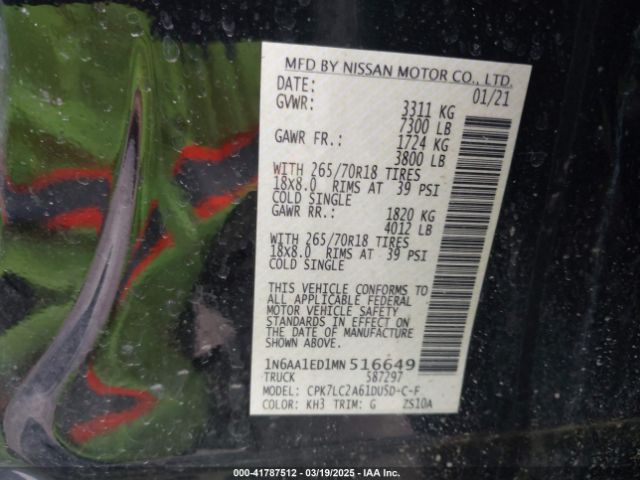 MFD BY NISSAN MOTOR CO., LTD.
DATE: 01/21
GVWR: 3311 KG
7300 LB
GAWR FR.: 1724 KG
3800 LB
WITH 265/70R18 TIRES
18X8.0 RIMS AT 39 PSI
COLD SINGLE
GAWR RR.: 1820 KG
4012 LB
WITH 265/70R18 TIRES
18X8.0 RIMS AT 39 PSI
COLD SINGLE
THIS VEHICLE CONFORMS TO
ALL APPLICABLE FEDERAL
MOTOR VEHICLE SAFETY
STANDARDS IN EFFECT ON
THE DATE OF MANUFACTURE
SHOWN ABOVE.
1N6AA1ED1MN516649
TRUCK 587297
MODEL: CPK7LC2A61DU5D-C-F
COLOR: KH3 TRIM: G ZS10A
000-41787512 — 03/19/2025 — IAA Inc.